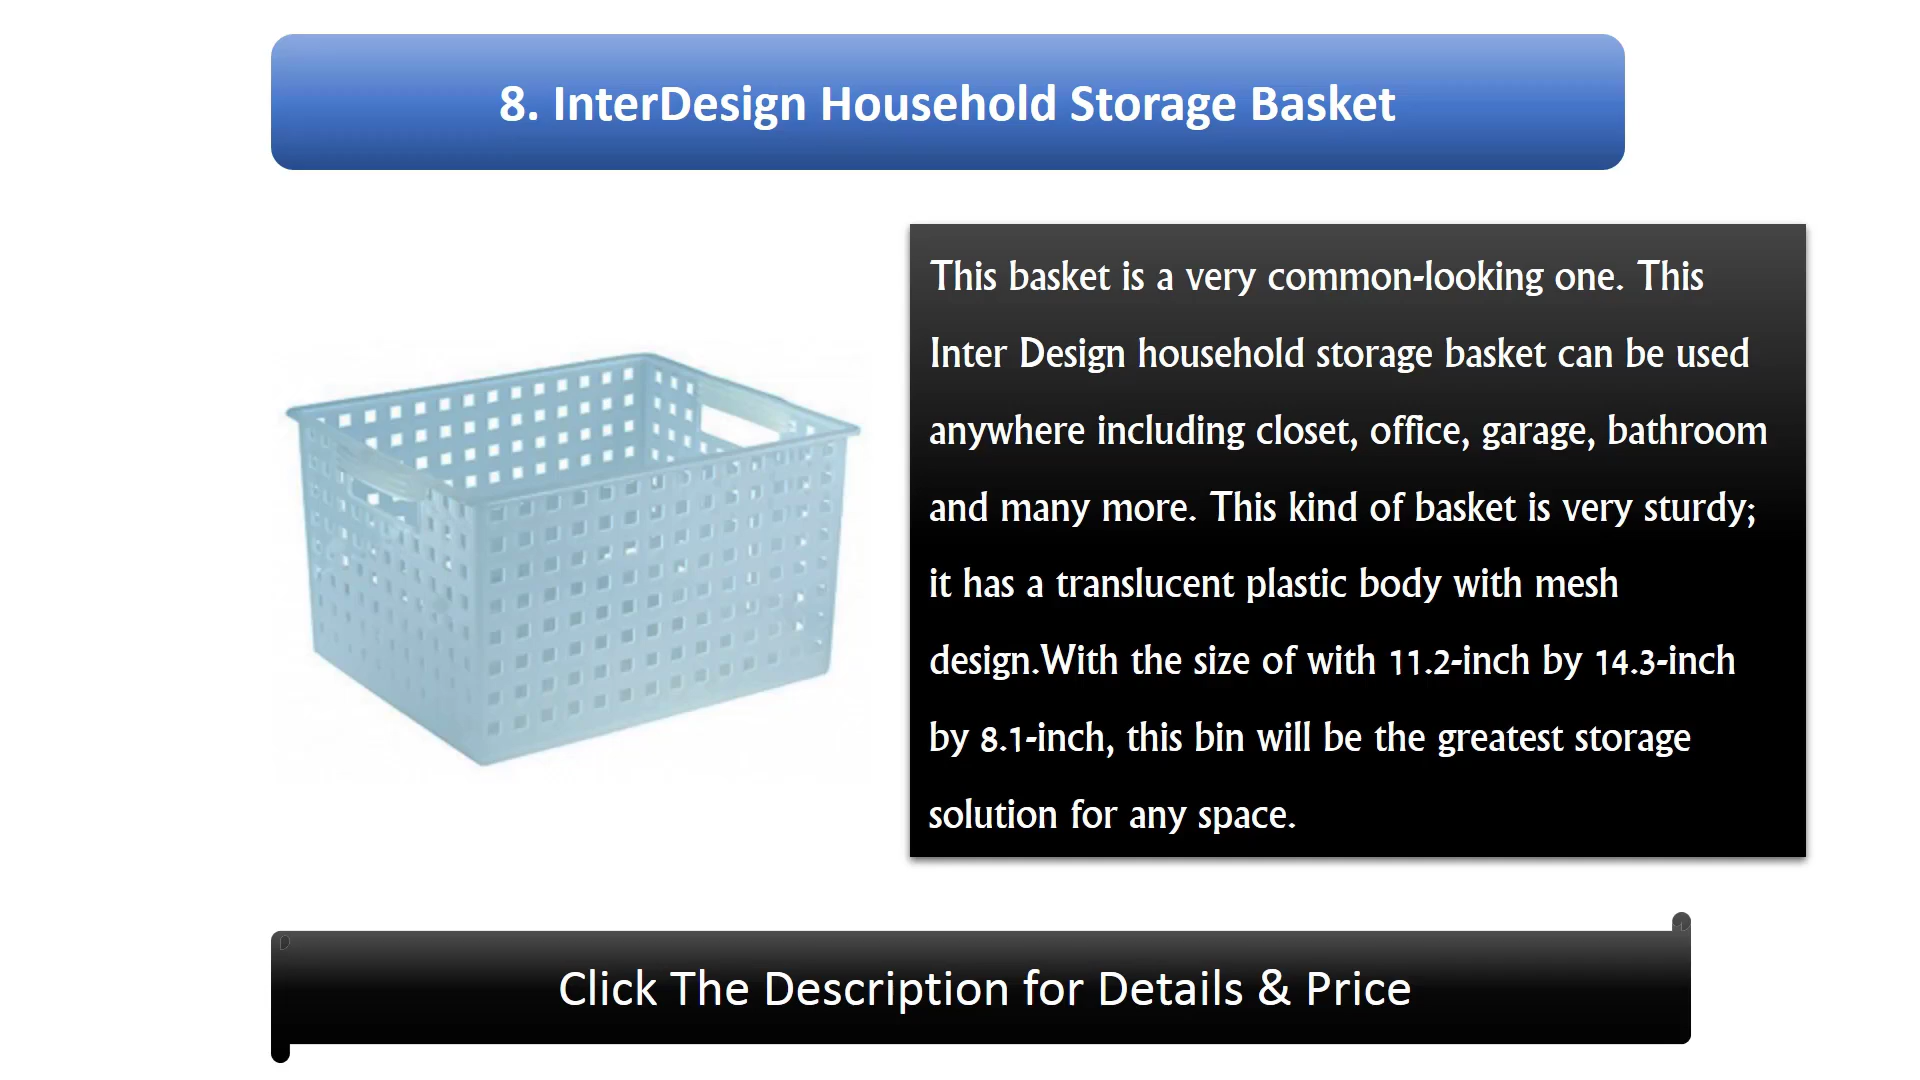 8. InterDesign Household Storage Basket
This basket is a very common-looking one. This
Inter Design household storage basket can be used
anywhere including closet, office, garage, bathroom
and many more. This kind of basket is very sturdy;
it has a translucent plastic body with mesh
design.With the size of with 11.2-inch by 14.3-inch
by 8.1-inch, this bin will be the greatest storage
solution for any space.
Click The Description for Details & Price